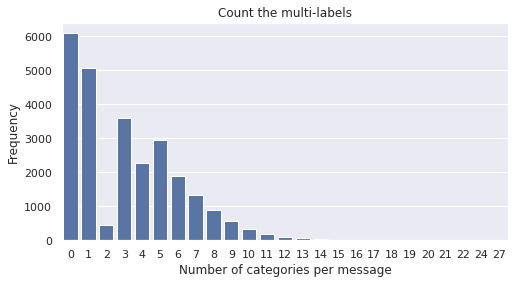 Count the multi-labels
6000
5000
4000
3000
2000
1000
0
Frequency
0 1 2 3 4 5 6 7 8 9 10 11 12 13 14 15 16 17 18 19 20 21 22 24 27
Number of categories per message